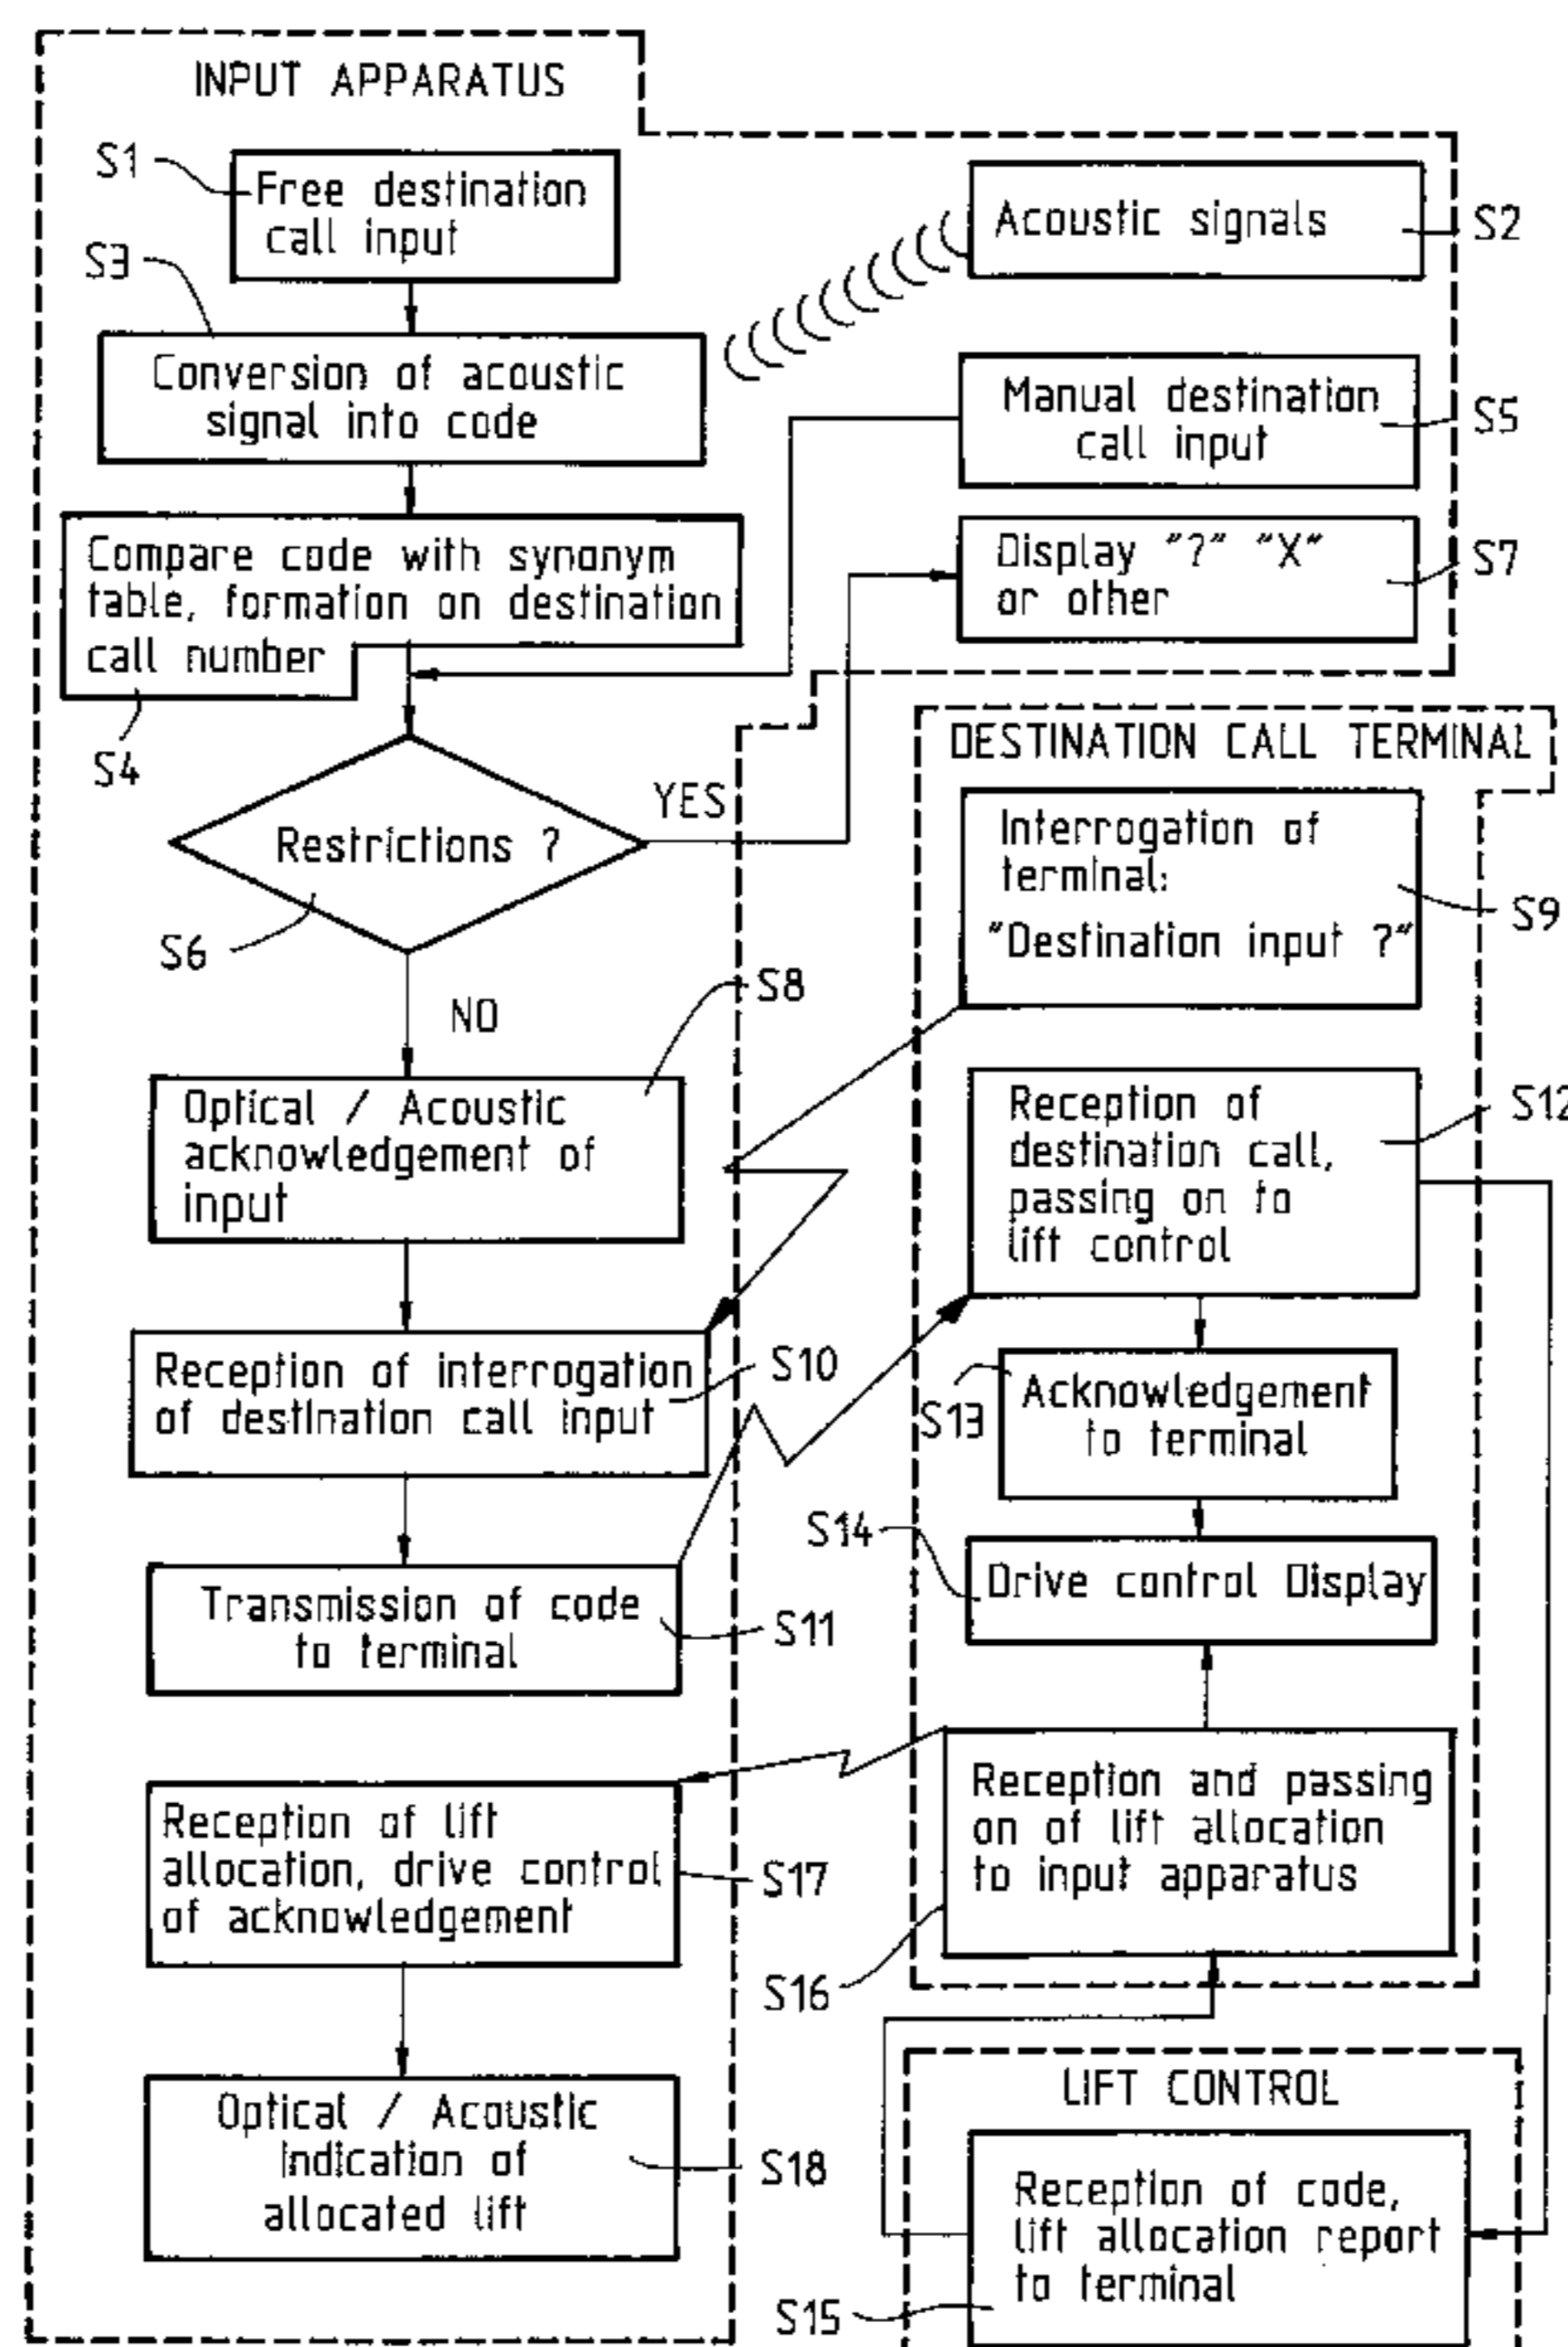 INPUT APPARATUS
S1
Free destination
call input
Acoustic signals
S2
S3
Conversion of acoustic
signal into code
Manual destination
call input
S5
Compare code with synonym
table, formation on destination
call number
S4
Display "?" "X"
or other
S7
Restrictions ?
YES
S6
NO
DESTINATION CALL TERMINAL
Interrogation of
terminal:
"Destination input ?"
S9
S8
Optical / Acoustic
acknowledgement of
input
Reception of
destination call,
passing on to
lift control
S12
Reception of interrogation
of destination call input
S10
S13
Acknowledgement
to terminal
S14
Drive control Display
Transmission of code
to terminal
S11
Reception and passing
on of lift allocation
to input apparatus
S16
Reception of lift
allocation, drive control
of acknowledgement
S17
Optical / Acoustic
Indication of
allocated lift
S18
LIFT CONTROL
Reception of code,
lift allocation report
to terminal
S15